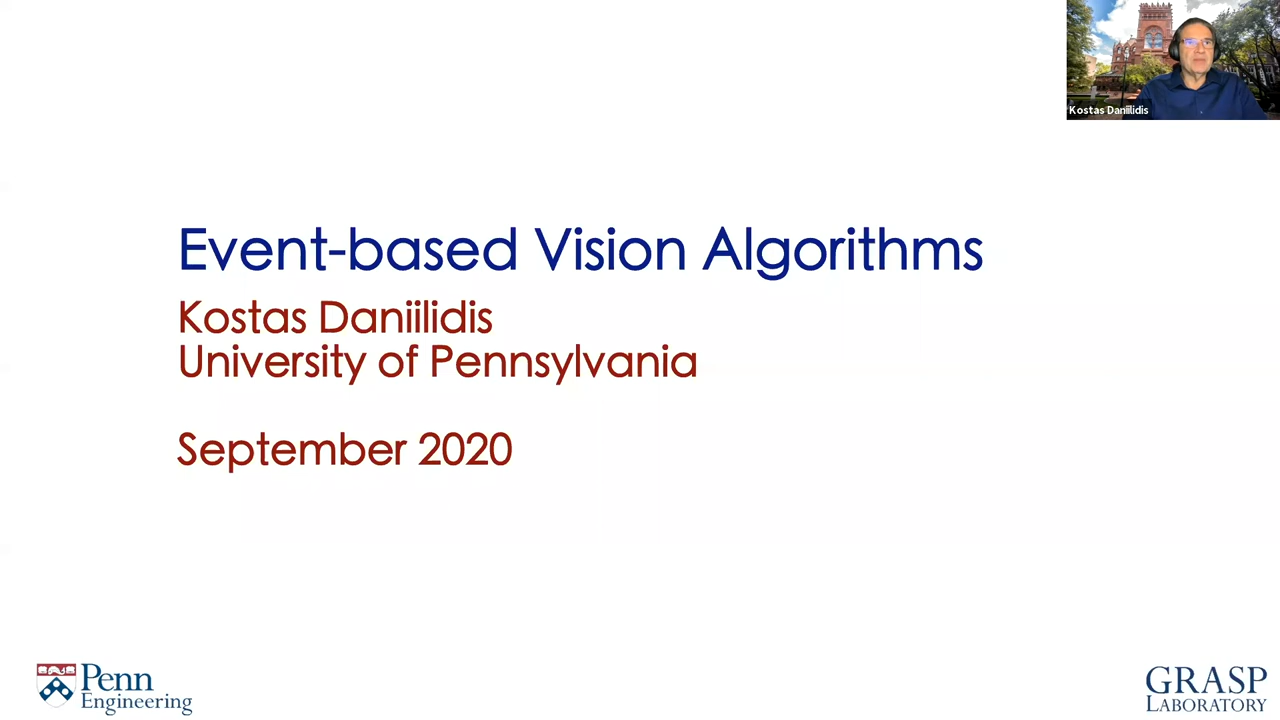 Kostas Daniilidis
Event-based Vision Algorithms
Kostas Daniilidis
University of Pennsylvania
September 2020
Penn
Engineering
GRASP
LABORATORY